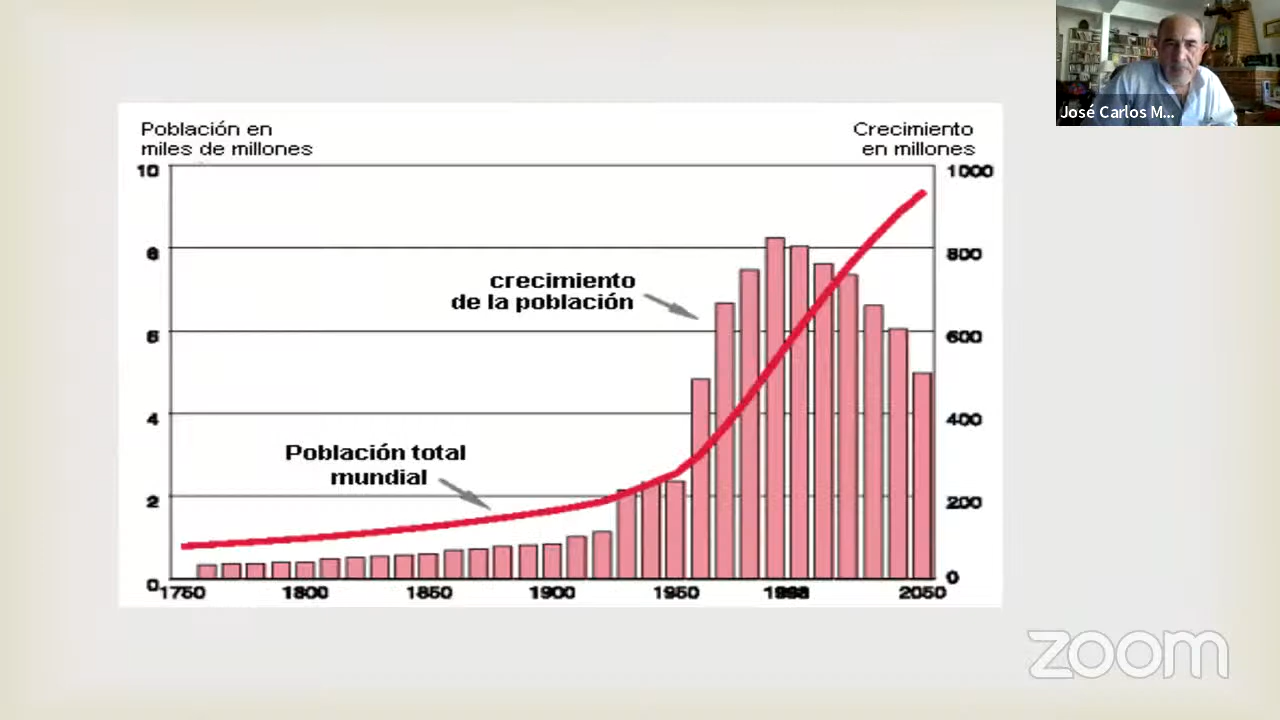 José Carlos M...
Población en
miles de millones
Crecimiento
en millones
10
8
6
4
2
0
1000
800
600
400
200
0
crecimiento
de la población
Población total
mundial
1750
1800
1850
1900
1950
1998
2050
zoom